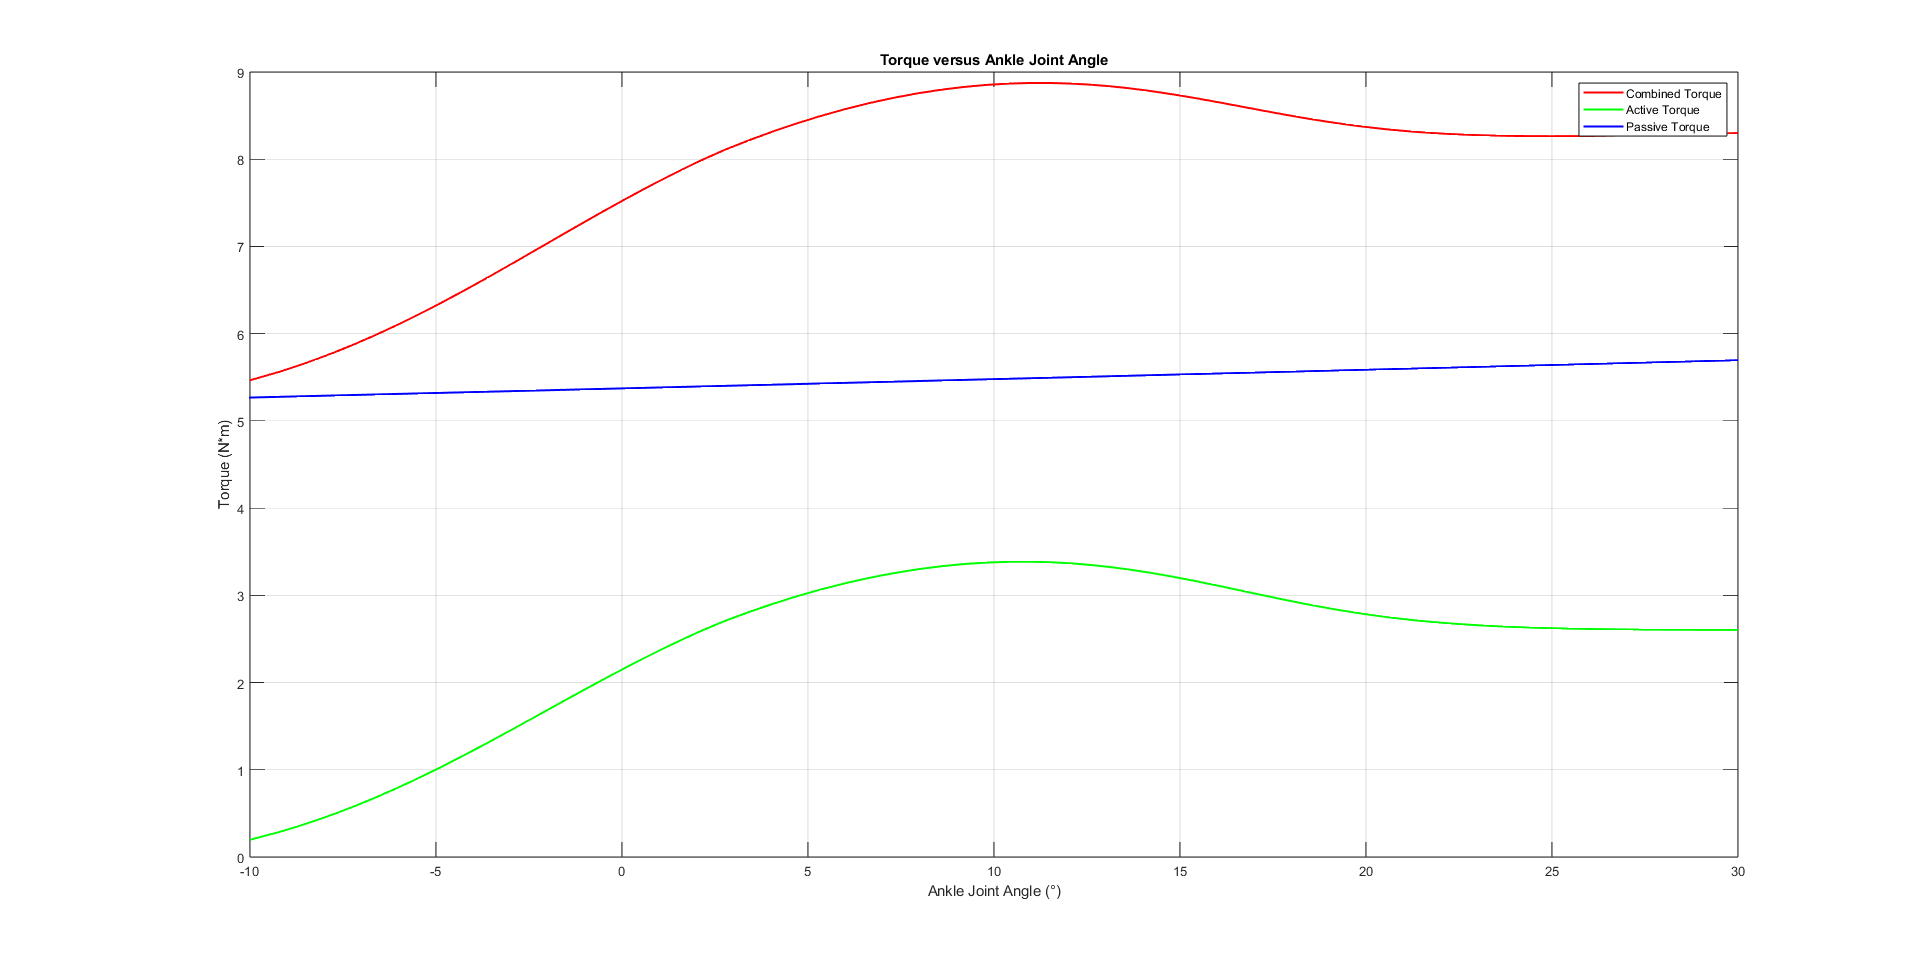 Torque versus Ankle Joint Angle
Combined Torque
Active Torque
Passive Torque
Torque (N*m)
9
8
7
6
5
4
3
2
1
0
-10 -5 0 5 10 15 20 25 30
Ankle Joint Angle (°)